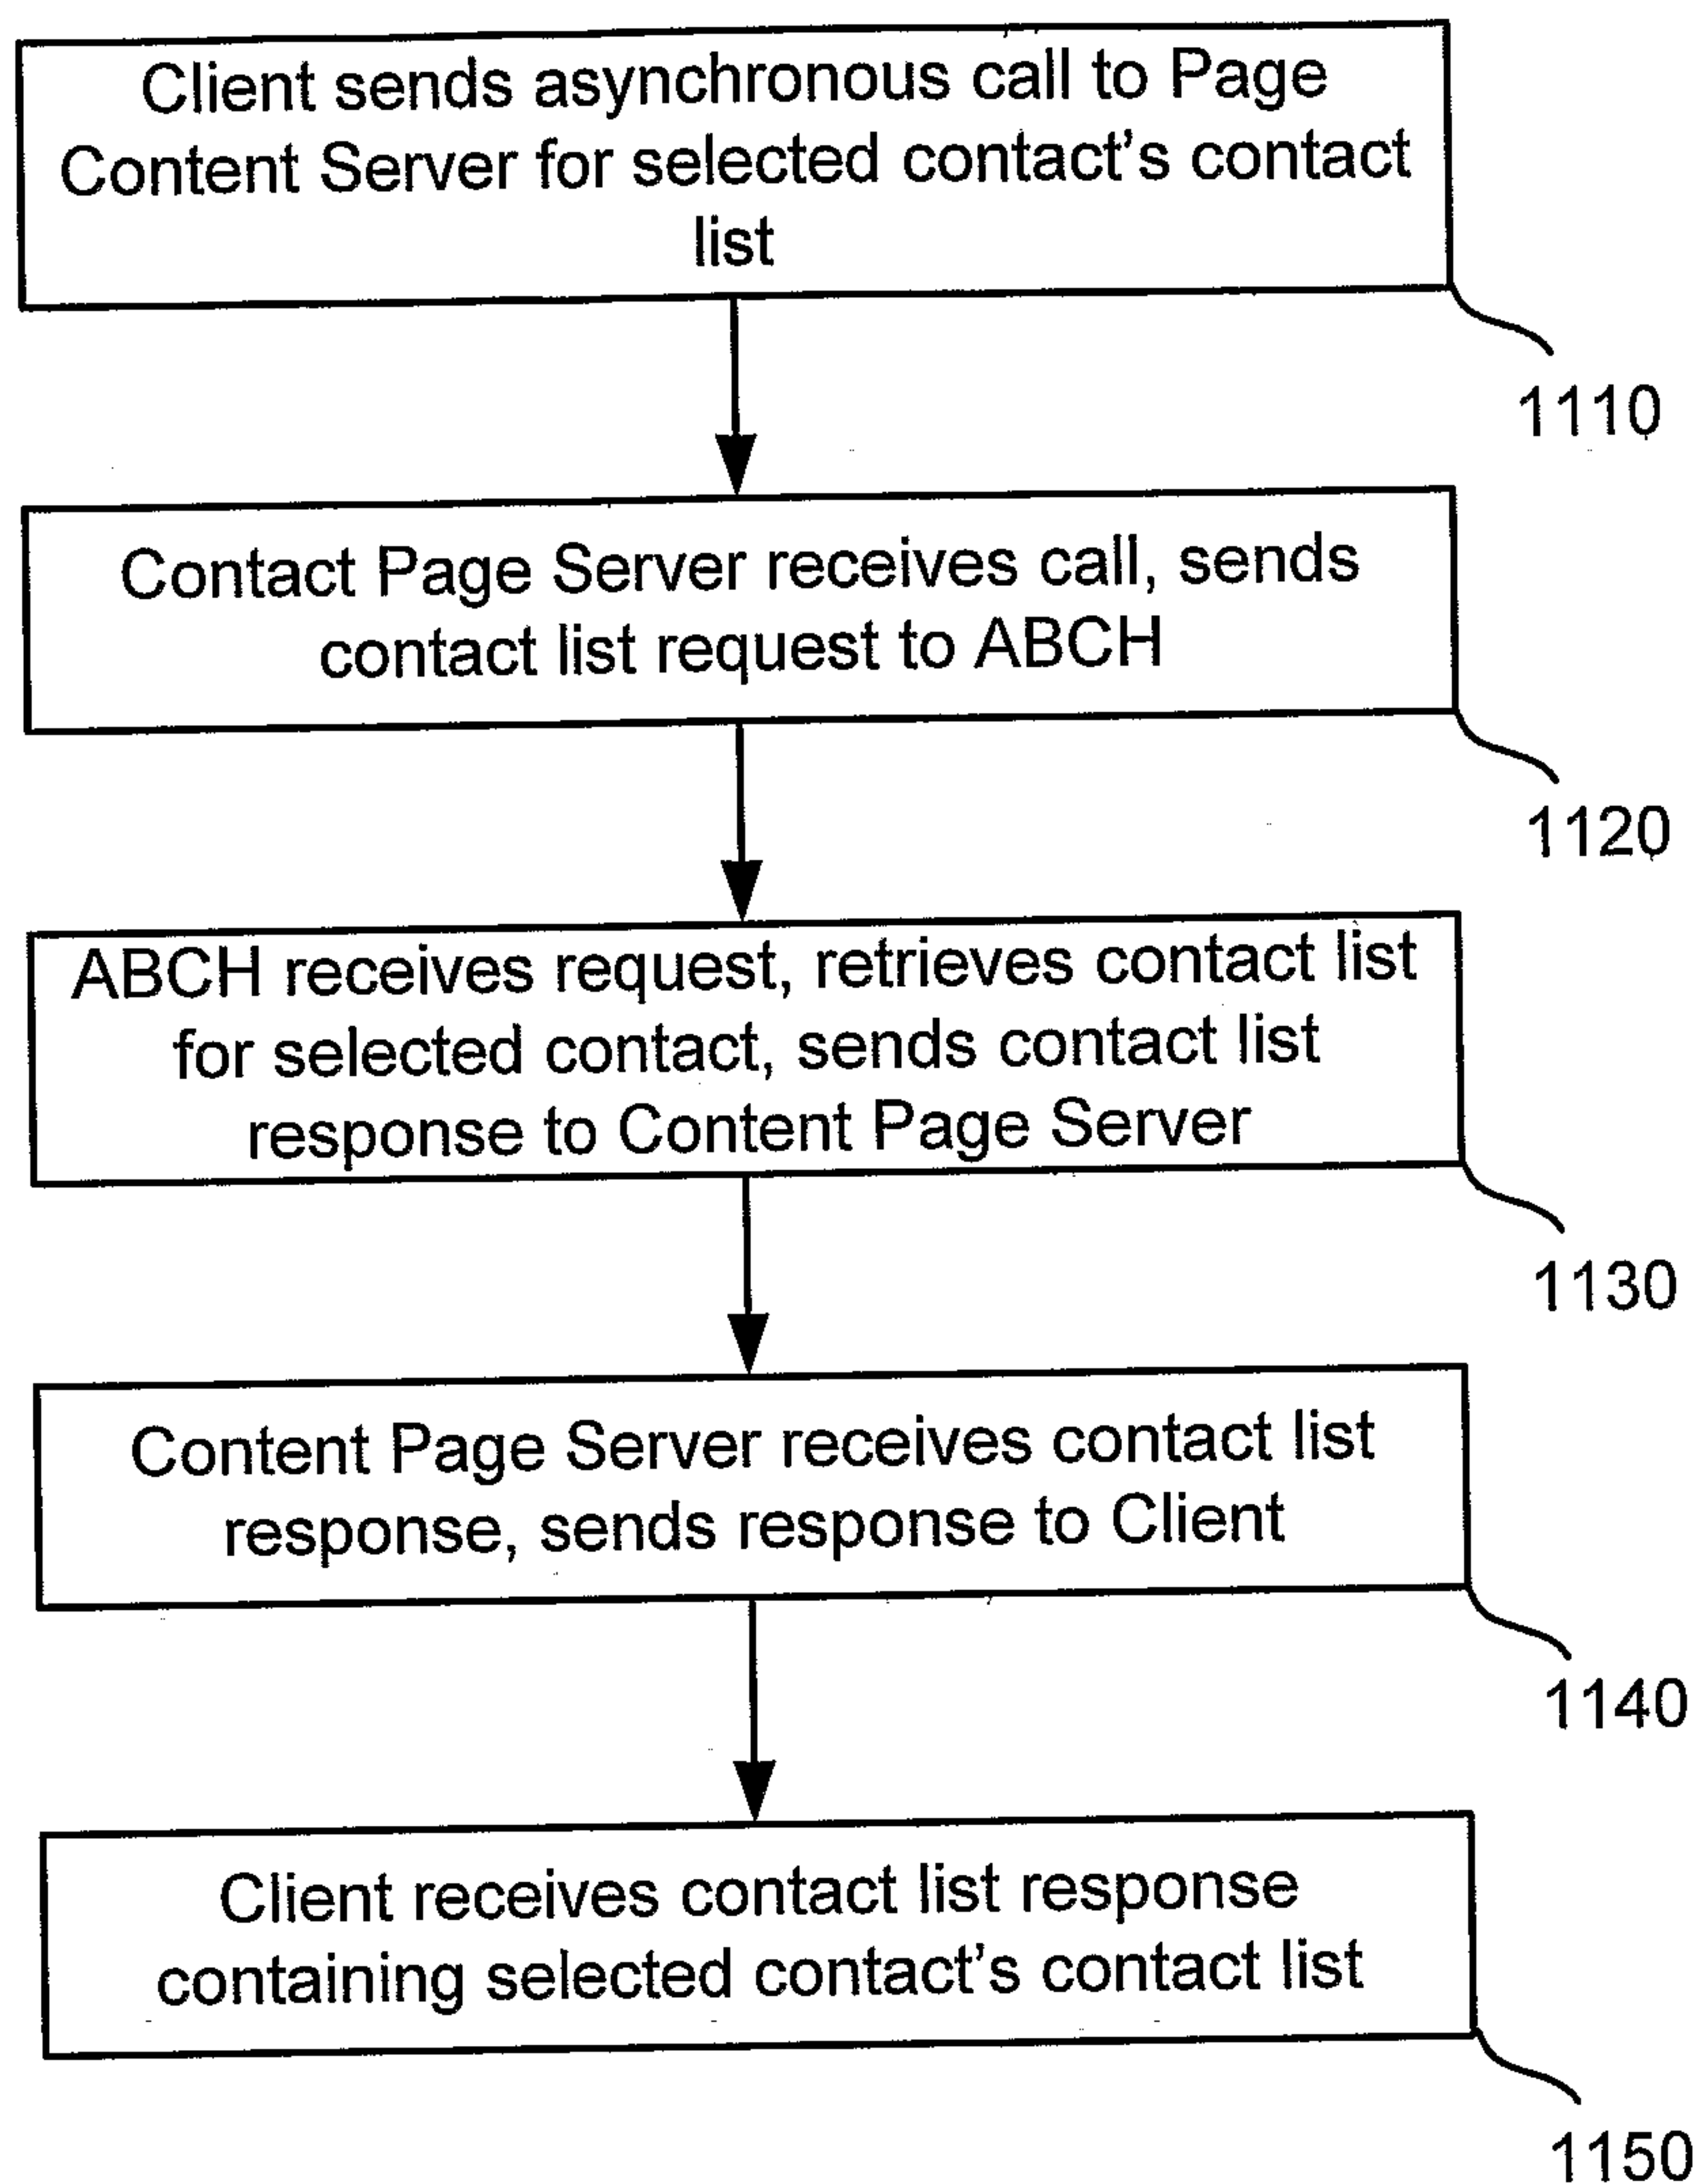 Client sends asynchronous call to Page
Content Server for selected contact's contact
list
1110
Contact Page Server receives call, sends
contact list request to ABCH
1120
ABCH receives request, retrieves contact list
for selected contact, sends contact list
response to Content Page Server
1130
Content Page Server receives contact list
response, sends response to Client
1140
Client receives contact list response
containing selected contact's contact list
1150